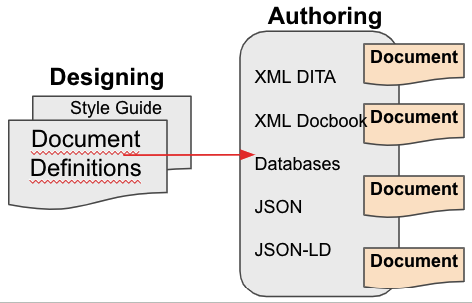 Authoring
Designing
Style Guide
Document
Definitions
XML DITA
XML Docbook
Databases
JSON
JSON-LD
Document
Document
Document
Document